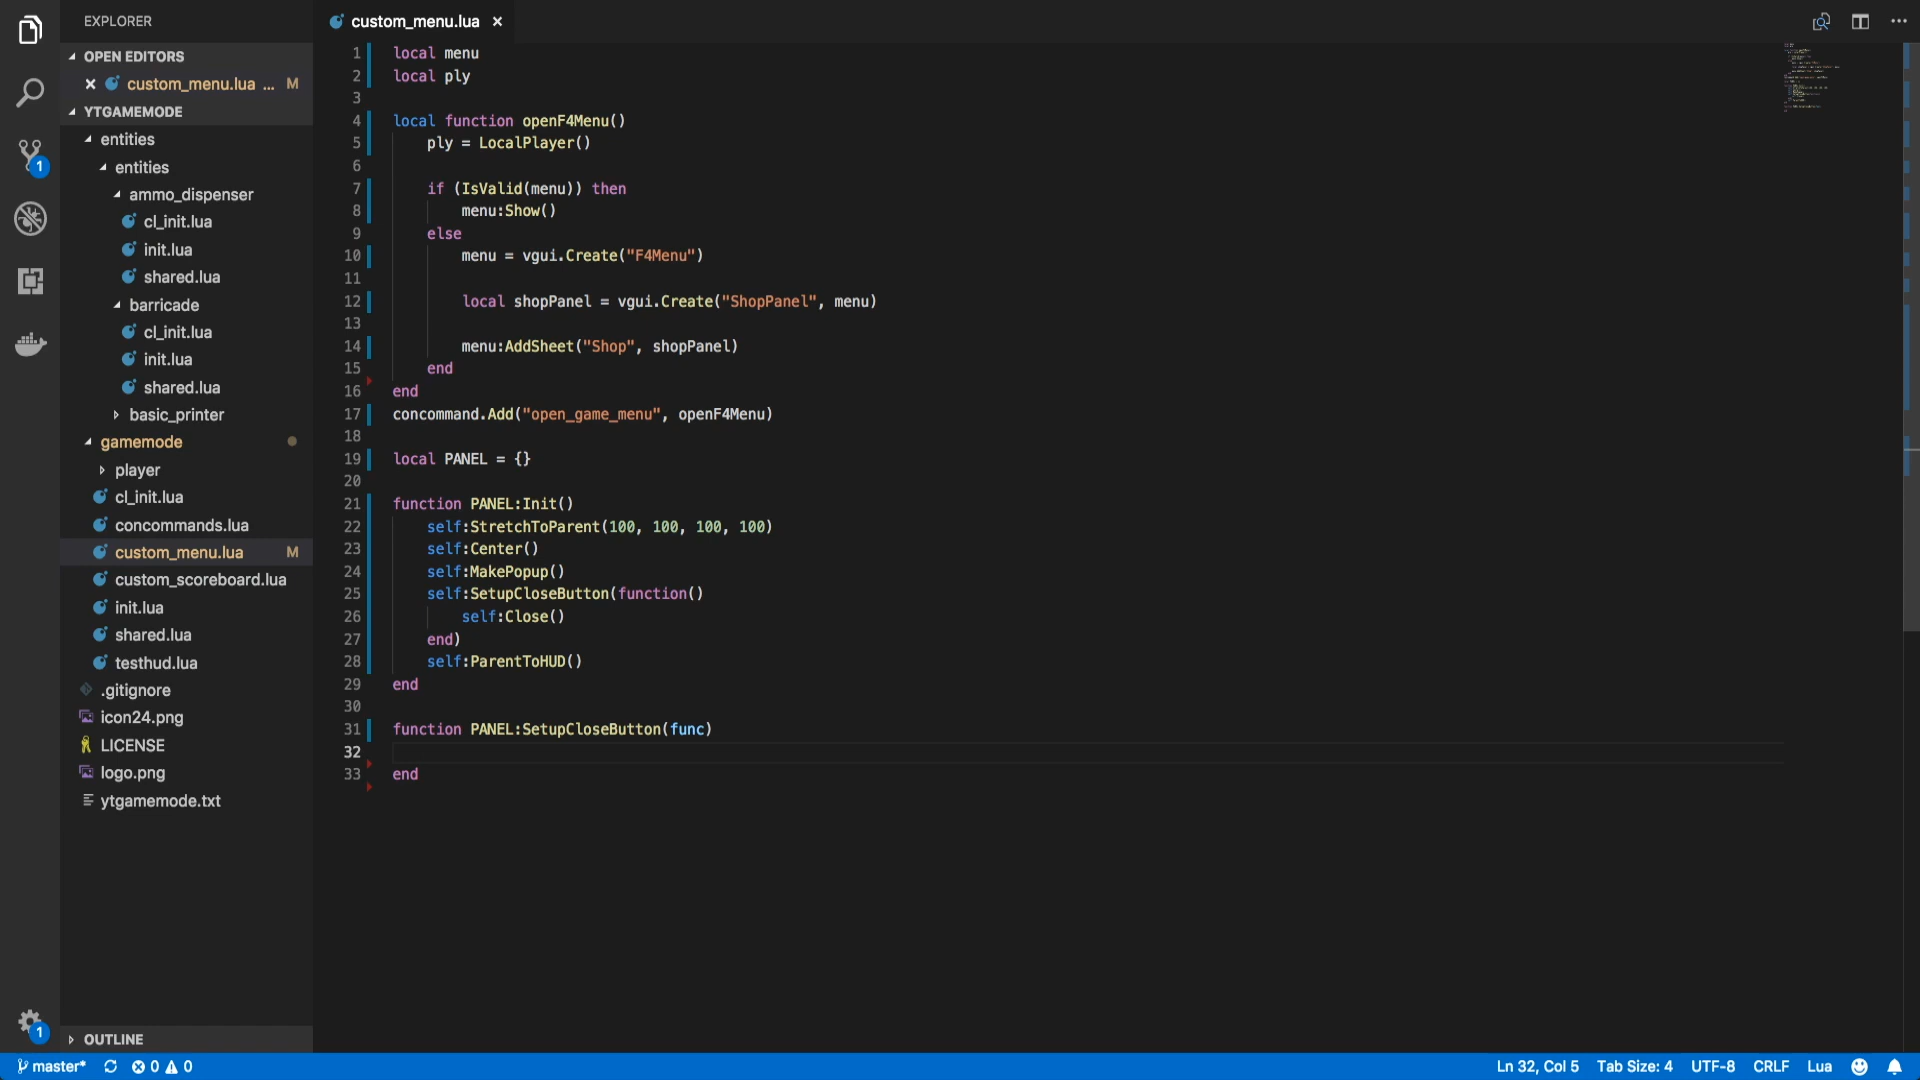 EXPLORER
OPEN EDITORS
custom_menu.lua ... M
YTGAMEMODE
entities
entities
ammo_dispenser
cl_init.lua
init.lua
shared.lua
barricade
cl_init.lua
init.lua
shared.lua
basic_printer
gamemode
player
cl_init.lua
concommands.lua
custom_menu.lua M
custom_scoreboard.lua
init.lua
shared.lua
testhud.lua
.gitignore
icon24.png
LICENSE
logo.png
ytgamemode.txt
OUTLINE
1
1
custom_menu.lua
1 local menu
2 local ply
3
4 local function openF4Menu()
5 ply = LocalPlayer()
6
7 if (IsValid(menu)) then
8 menu:Show()
9 else
10 menu = vgui.Create("F4Menu")
11
12 local shopPanel = vgui.Create("ShopPanel", menu)
13
14 menu:AddSheet("Shop", shopPanel)
15 end
16 end
17 concommand.Add("open_game_menu", openF4Menu)
18
19 local PANEL = {}
20
21 function PANEL:Init()
22 self:StretchToParent(100, 100, 100, 100)
23 self:Center()
24 self:MakePopup()
25 self:SetupCloseButton(function()
26 self:Close()
27 end)
28 self:ParentToHUD()
29 end
30
31 function PANEL:SetupCloseButton(func)
32
33 end
master* 0 0 Ln 32, Col 5 Tab Size: 4 UTF-8 CRLF Lua